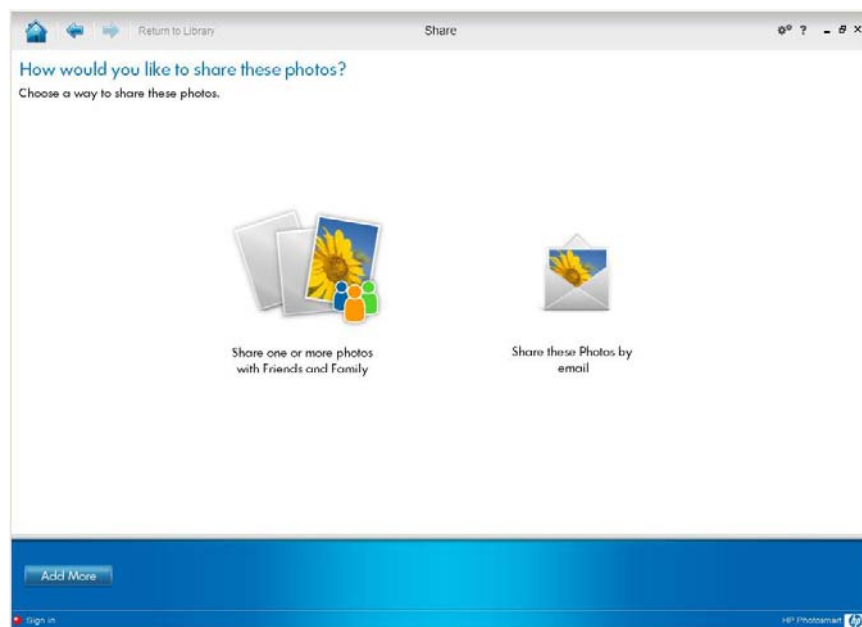 Return to Library
Share
?
How would you like to share these photos?
Choose a way to share these photos.
Share one or more photos
with Friends and Family
Share these Photos by
email
Add More
Sign in
HP Photosmart
hp